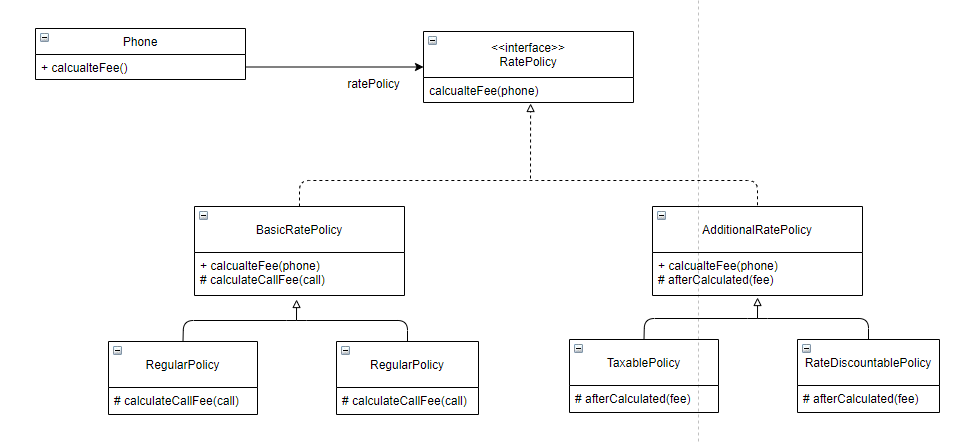 Phone
+ calcualteFee()
ratePolicy
<<interface>>
RatePolicy
calcualteFee(phone)
BasicRatePolicy
+ calcualteFee(phone)
# calculateCallFee(call)
AdditionalRatePolicy
+ calcualteFee(phone)
# afterCalculated(fee)
RegularPolicy
# calculateCallFee(call)
RegularPolicy
# calculateCallFee(call)
TaxablePolicy
# afterCalculated(fee)
RateDiscountablePolicy
# afterCalculated(fee)